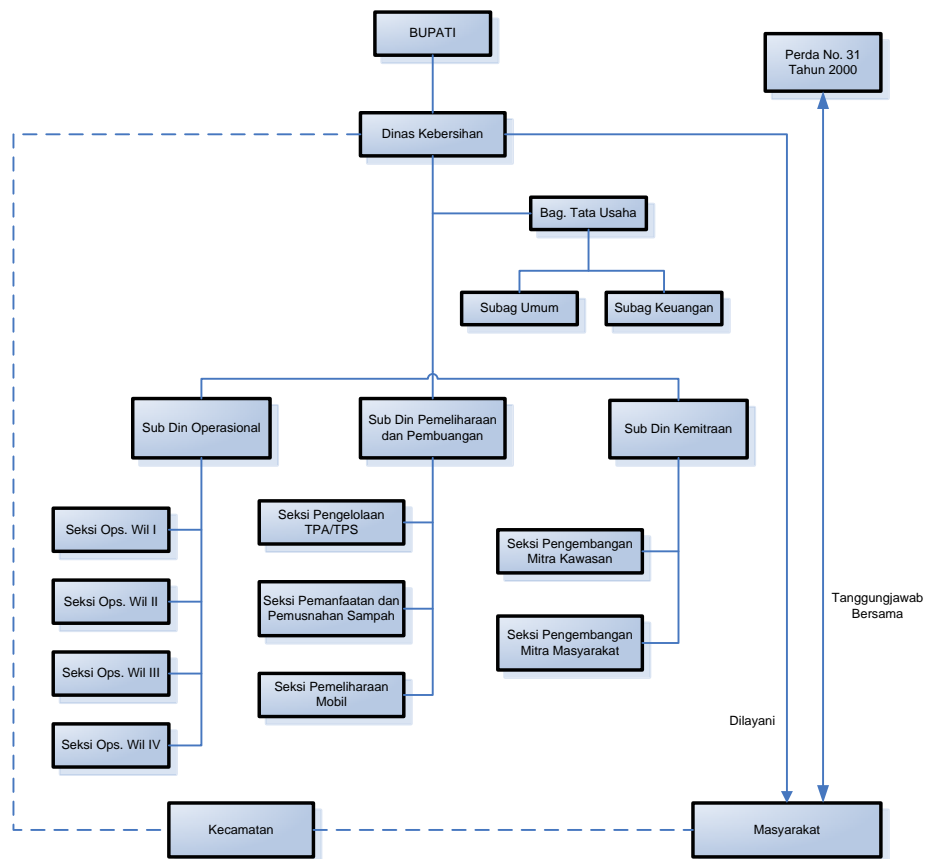 BUPATI
Perda No. 31
Tahun 2000
Dinas Kebersihan
Bag. Tata Usaha
Subag Umum
Subag Keuangan
Sub Din Operasional
Sub Din Pemeliharaan
dan Pembuangan
Sub Din Kemitraan
Seksi Ops. Wil I
Seksi Ops. Wil II
Seksi Ops. Wil III
Seksi Ops. Wil IV
Seksi Pengelolaan
TPA/TPS
Seksi Pemanfaatan dan
Pemusnahan Sampah
Seksi Pemeliharaan
Mobil
Seksi Pengembangan
Mitra Kawasan
Seksi Pengembangan
Mitra Masyarakat
Tanggungjawab
Bersama
Dilayani
Kecamatan
Masyarakat